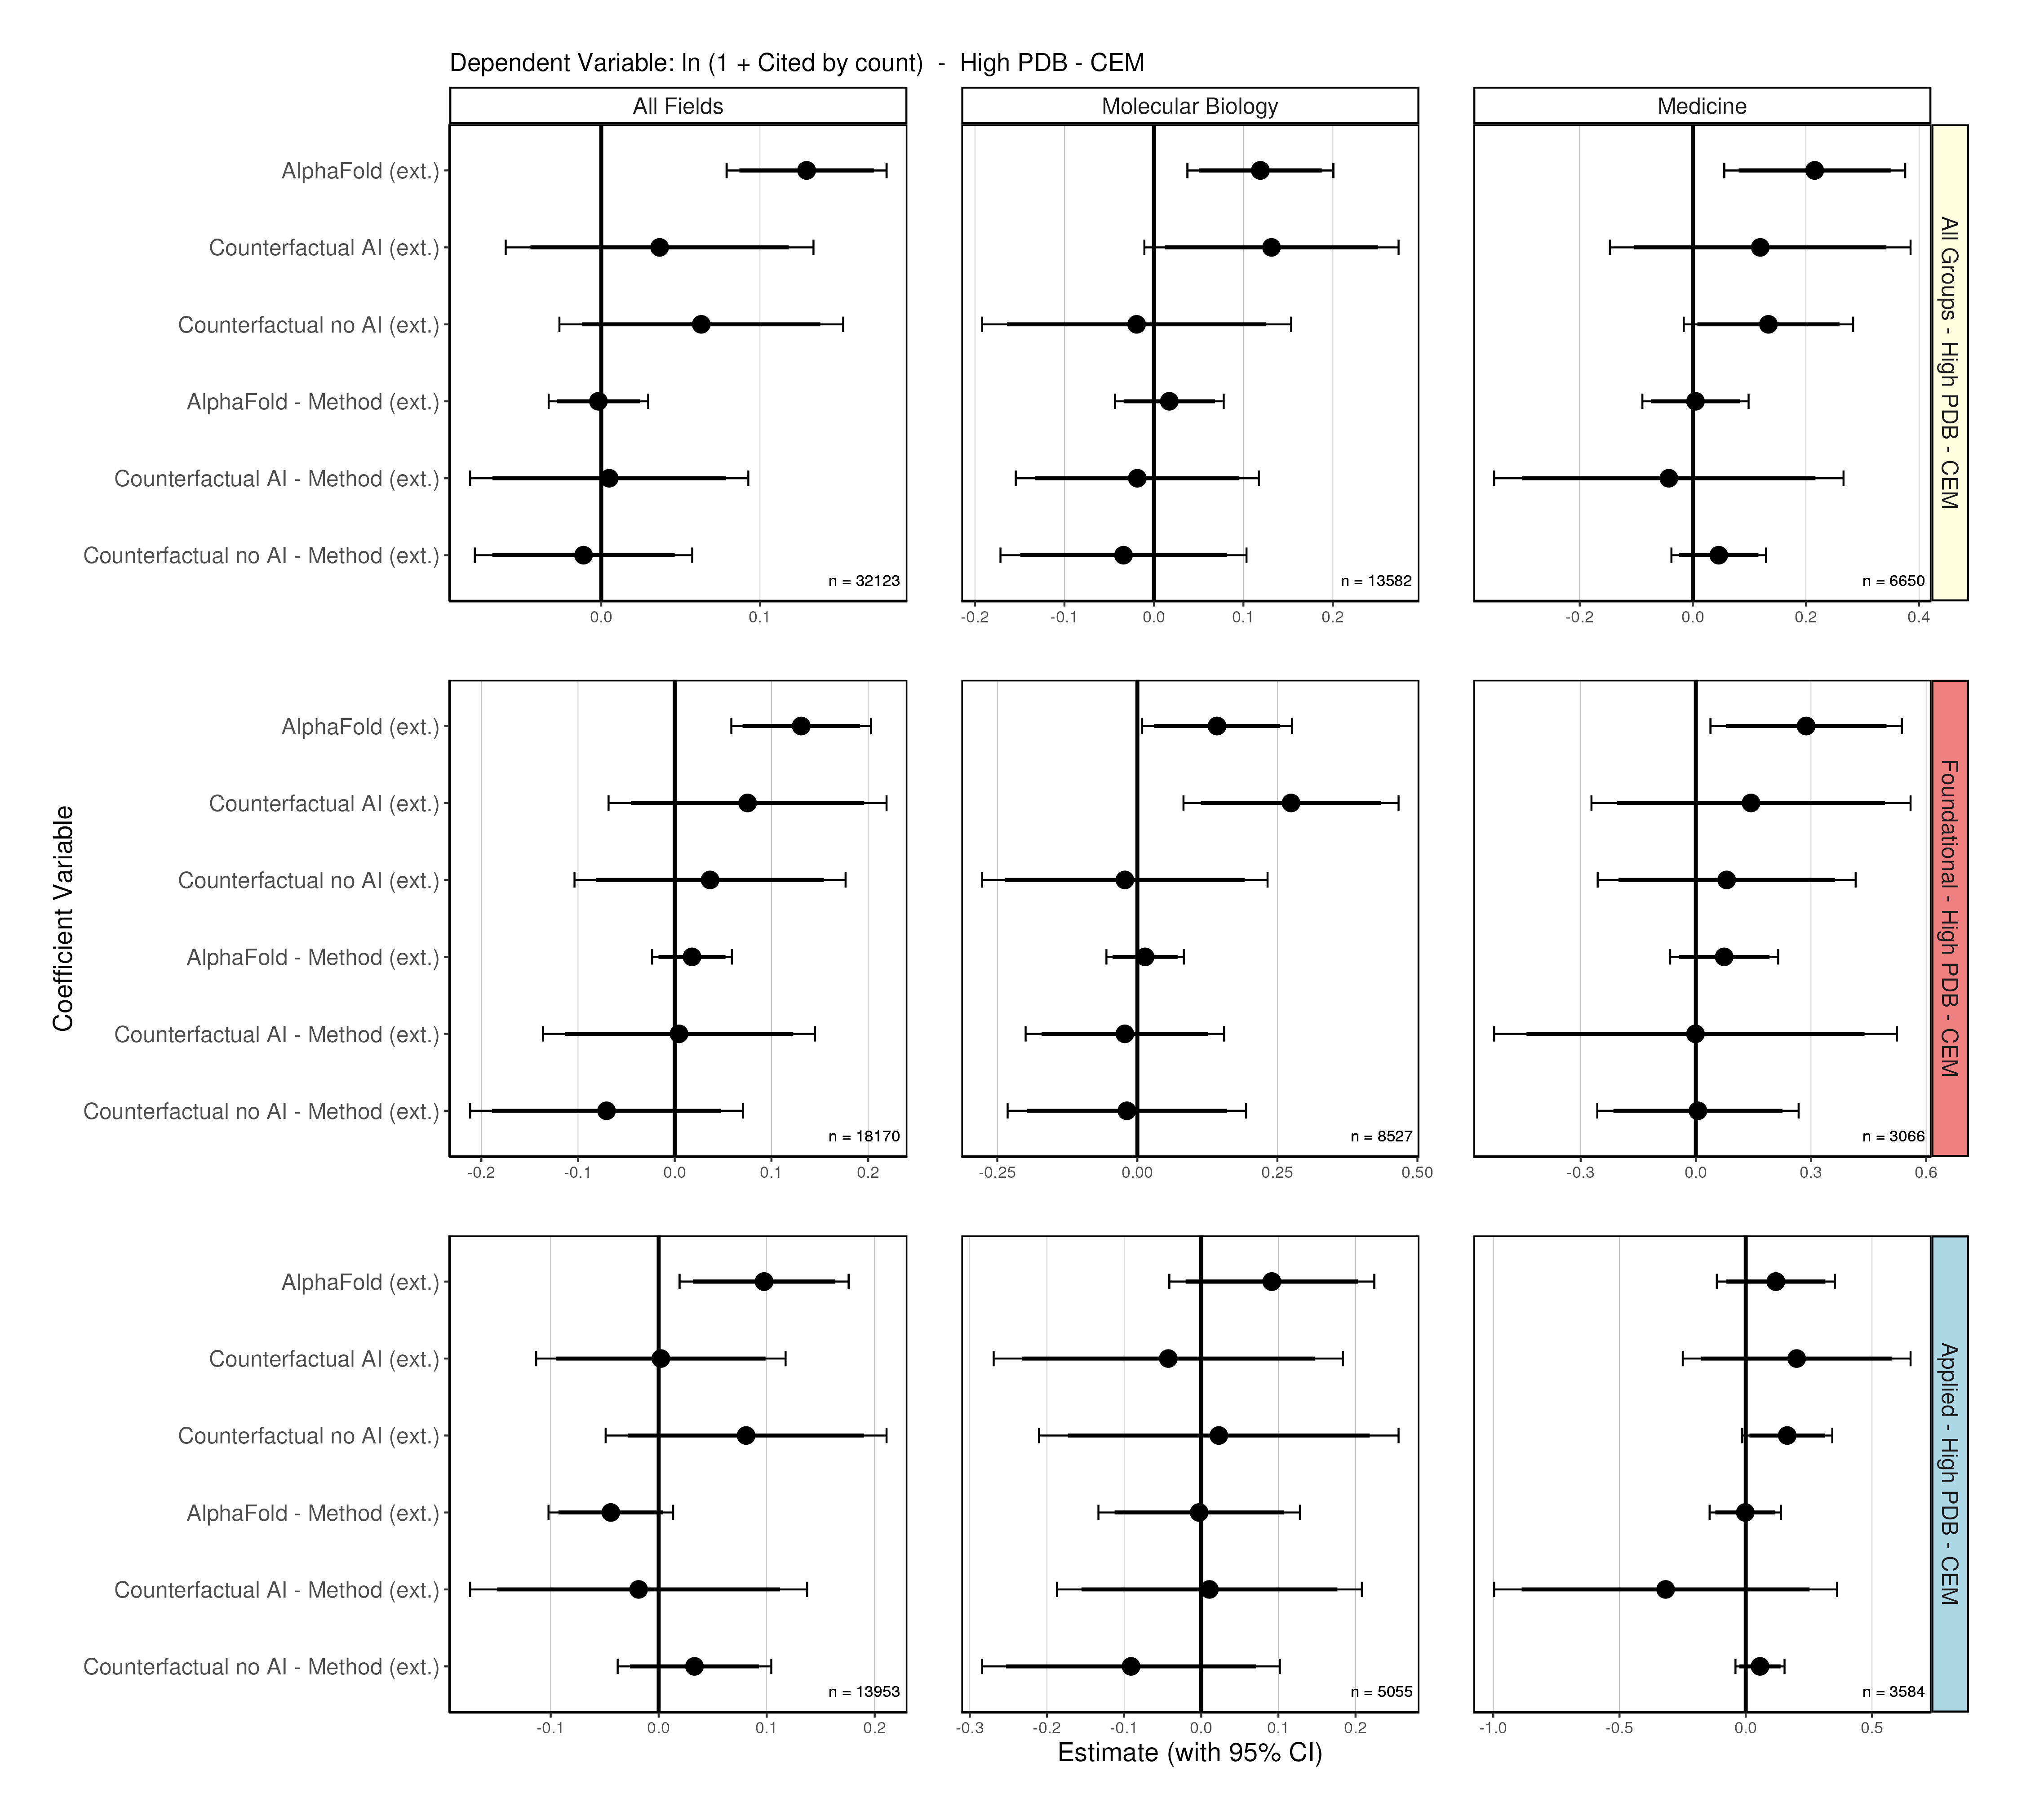 Dependent Variable: ln (1 + Cited by count)  -  High PDB - CEM
All Fields
Molecular Biology
Medicine
AlphaFold (ext.)
Counterfactual AI (ext.)
Counterfactual no AI (ext.)
AlphaFold - Method (ext.)
Counterfactual AI - Method (ext.)
Counterfactual no AI - Method (ext.)
n = 32123
n = 13582
n = 6650
0.0 0.1
-0.2 -0.1 0.0 0.1 0.2
-0.2 0.0 0.2 0.4
All Groups - High PDB - CEM
Coefficient Variable
AlphaFold (ext.)
Counterfactual AI (ext.)
Counterfactual no AI (ext.)
AlphaFold - Method (ext.)
Counterfactual AI - Method (ext.)
Counterfactual no AI - Method (ext.)
n = 18170
n = 8527
n = 3066
-0.2 -0.1 0.0 0.1 0.2
-0.25 0.00 0.25 0.50
-0.3 0.0 0.3 0.6
Foundational - High PDB - CEM
AlphaFold (ext.)
Counterfactual AI (ext.)
Counterfactual no AI (ext.)
AlphaFold - Method (ext.)
Counterfactual AI - Method (ext.)
Counterfactual no AI - Method (ext.)
n = 13953
n = 5055
n = 3584
-0.1 0.0 0.1 0.2
-0.3 -0.2 -0.1 0.0 0.1 0.2
-1.0 -0.5 0.0 0.5
Applied - High PDB - CEM
Estimate (with 95% CI)